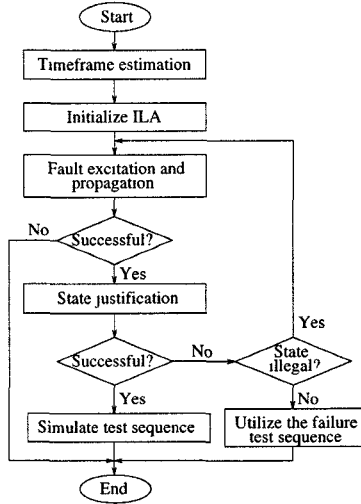 Start
Timeframe estimation
Initialize ILA
Fault excitation and
propagation
No
Successful?
Yes
State justification
Yes
Successful?
No
State
illegal?
Yes
No
Simulate test sequence
Utilize the failure
test sequence
End